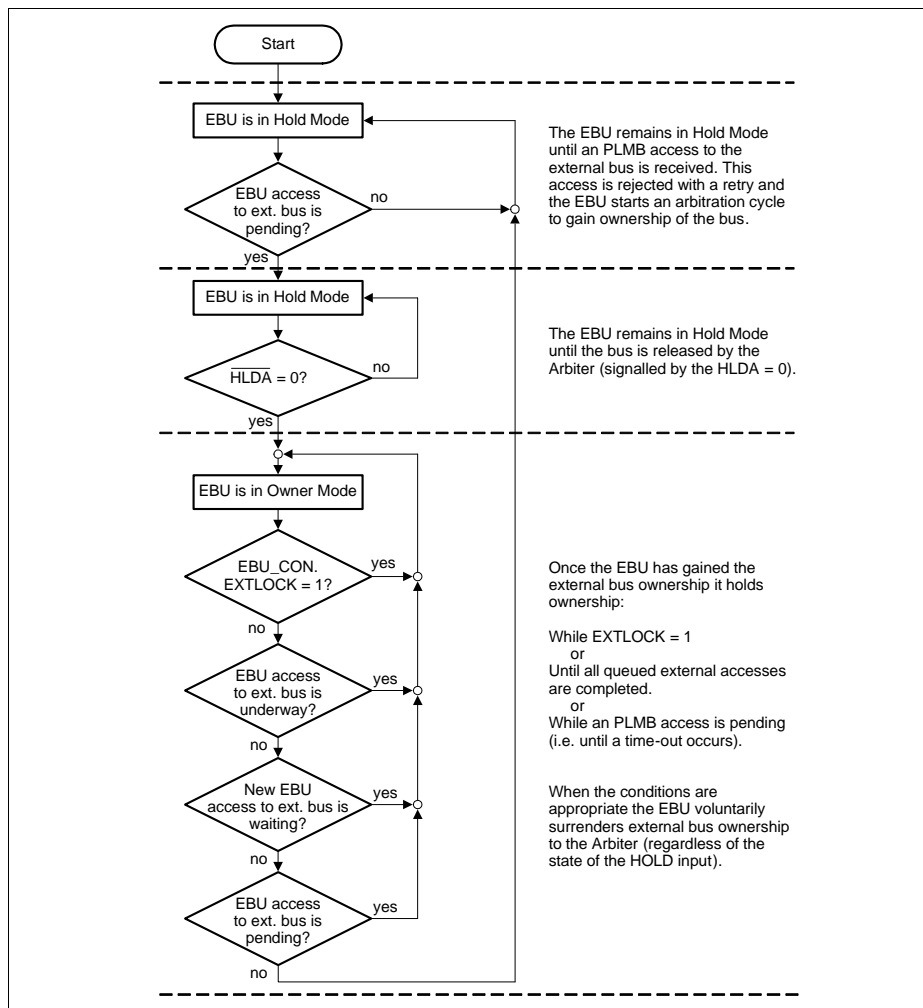 Start
EBU is in Hold Mode
EBU access
to ext. bus is
pending?
no
yes
The EBU remains in Hold Mode
until an PLMB access to the
external bus is received. This
access is rejected with a retry and
the EBU starts an arbitration cycle
to gain ownership of the bus.
EBU is in Hold Mode
HLDA = 0?
no
yes
The EBU remains in Hold Mode
until the bus is released by the
Arbiter (signalled by the HLDA = 0).
EBU is in Owner Mode
EBU_CON.
EXTLOCK = 1?
yes
no
EBU access
to ext. bus is
underway?
yes
no
New EBU
access to ext. bus is
waiting?
yes
no
EBU access
to ext. bus is
pending?
yes
no
Once the EBU has gained the
external bus ownership it holds
ownership:
While EXTLOCK = 1
or
Until all queued external accesses
are completed.
or
While an PLMB access is pending
(i.e. until a time-out occurs).
When the conditions are
appropriate the EBU voluntarily
surrenders external bus ownership
to the Arbiter (regardless of the
state of the HOLD input).